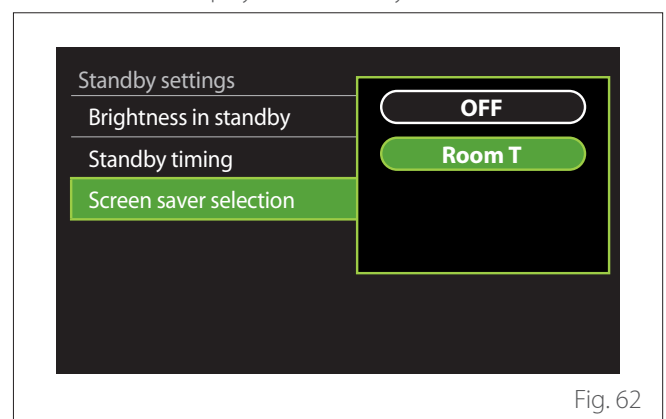 Standby settings
Brightness in standby
Standby timing
Screen saver selection
OFF
Room T
Fig. 62